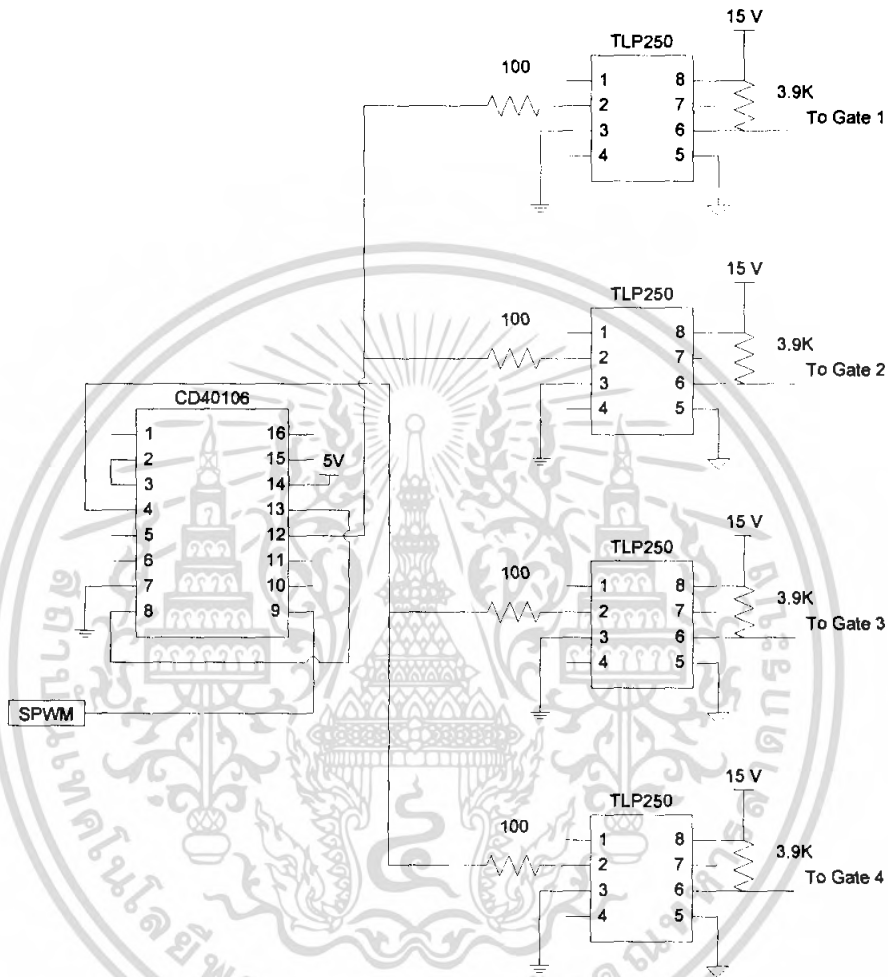 15 V
TLP250
100
1 8
2 7
3 6
4 5
3.9K
To Gate 1
15 V
TLP250
100
1 8
2 7
3 6
4 5
3.9K
To Gate 2
CD40106
1 16
2 15
3 14
4 13
5 12
6 11
7 10
8 9
5V
15 V
TLP250
100
1 8
2 7
3 6
4 5
3.9K
To Gate 3
SPWM
15 V
TLP250
100
1 8
2 7
3 6
4 5
3.9K
To Gate 4